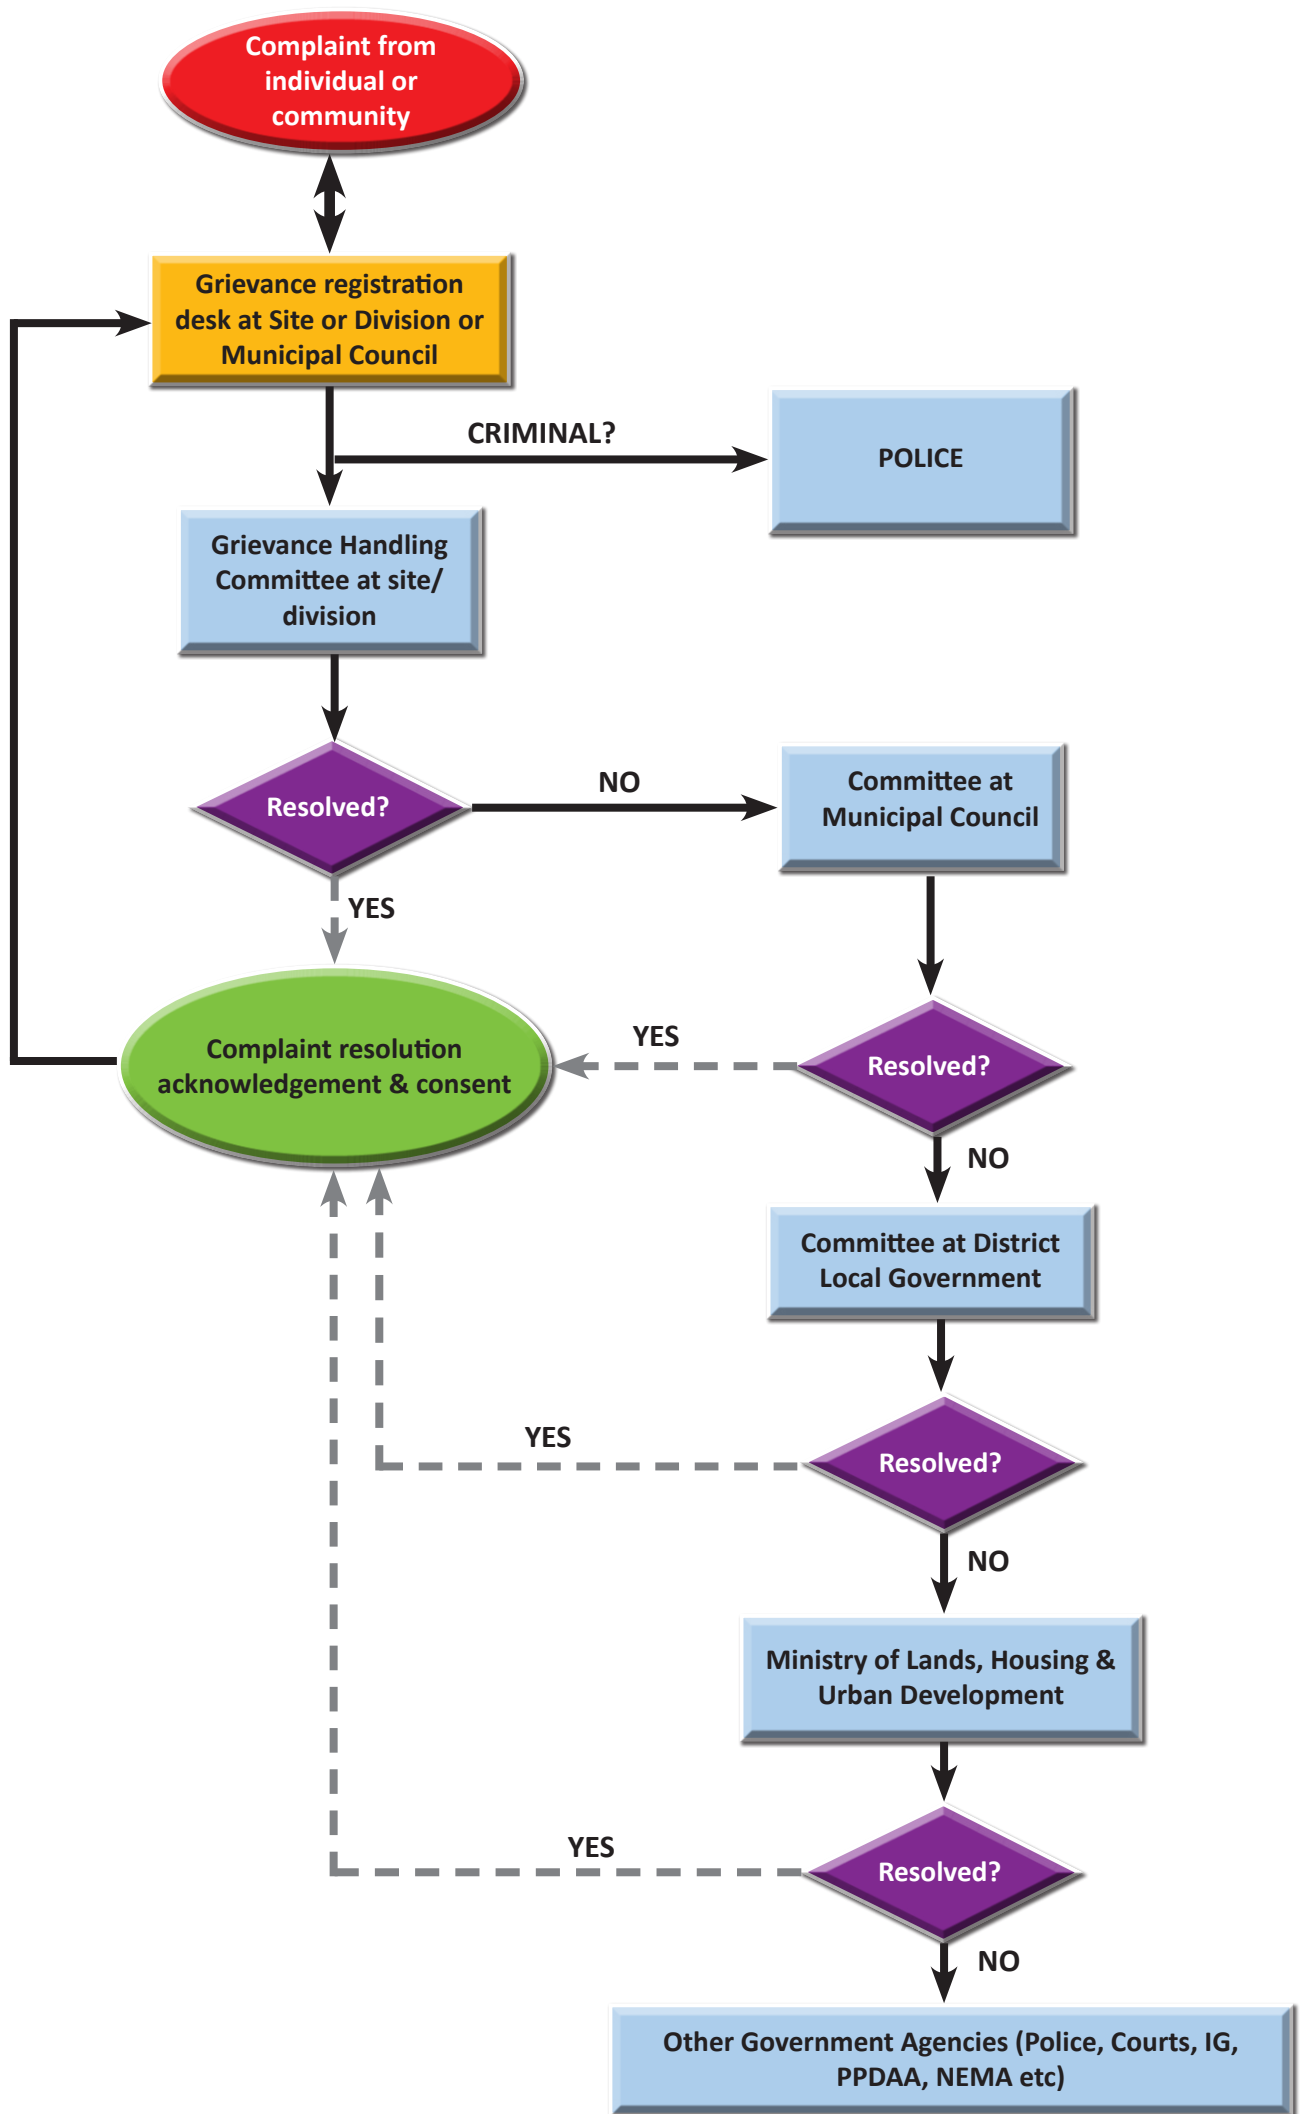 Complaint from
individual or
community
Grievance registration
desk at Site or Division or
Municipal Council
CRIMINAL?
POLICE
Grievance Handling
Committee at site/
division
Resolved?
NO
Committee at
Municipal Council
YES
Complaint resolution
acknowledgement & consent
YES
Resolved?
NO
Committee at District
Local Government
YES
Resolved?
NO
Ministry of Lands, Housing &
Urban Development
YES
Resolved?
NO
Other Government Agencies (Police, Courts, IG,
PPDAA, NEMA etc)